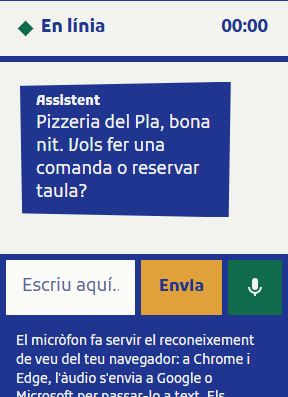 En línia 00:00
Assistent
Pizzeria del Pla, bona
nit. Vols fer una
comanda o reservar
taula?
Escriu aquí..
Envia
El micròfon fa servir el reconeixement
de veu del teu navegador: a Chrome i
Edge, l'àudio s'envia a Google o
Microsoft per passar-lo a text. Els